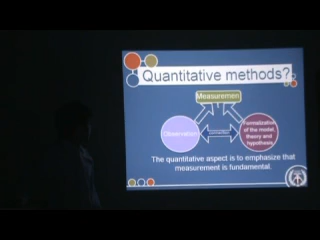 Quantitative methods?
Measuremen
Observation
Formalization
of the model,
theory and
hypothesis
The quantitative aspect is to emphasize that
measurement is fundamental.